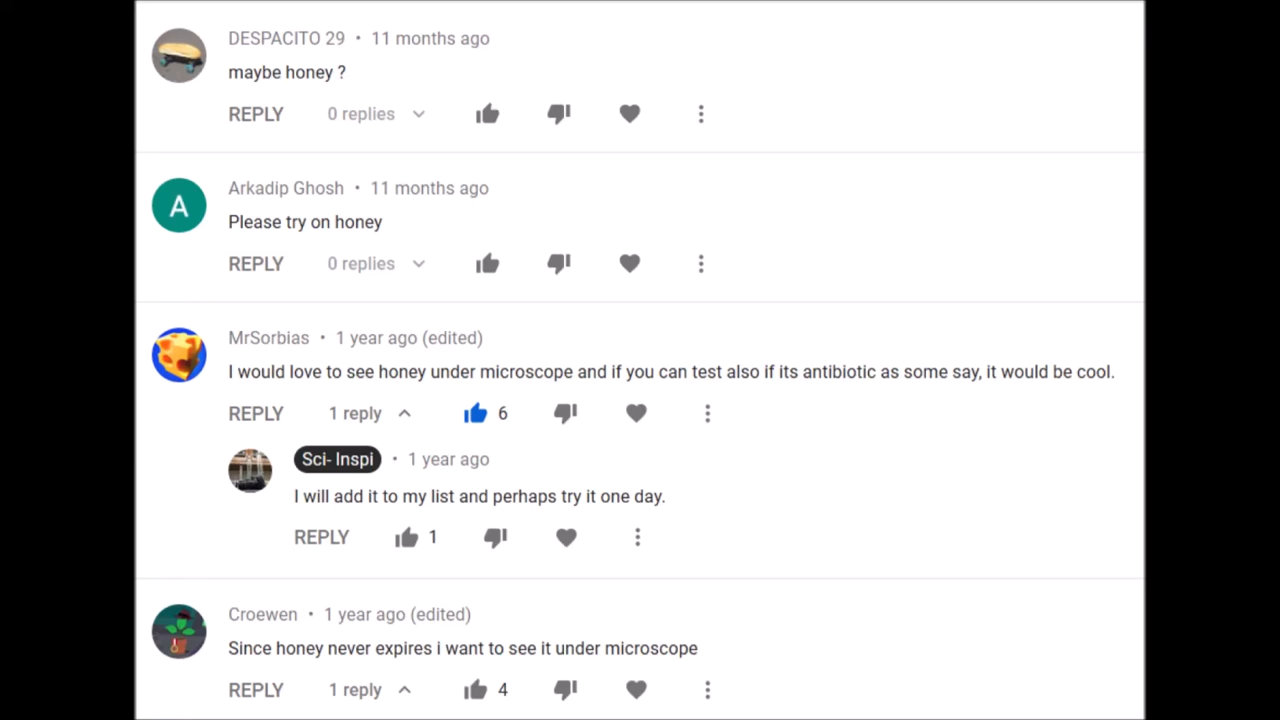 DESPACITO 29 • 11 months ago
maybe honey ?
REPLY 0 replies
A
Arkadip Ghosh • 11 months ago
Please try on honey
REPLY 0 replies
MrSorbias • 1 year ago (edited)
I would love to see honey under microscope and if you can test also if its antibiotic as some say, it would be cool.
REPLY 1 reply 6
Sci- Inspi • 1 year ago
I will add it to my list and perhaps try it one day.
REPLY 1
Croewen • 1 year ago (edited)
Since honey never expires i want to see it under microscope
REPLY 1 reply 4